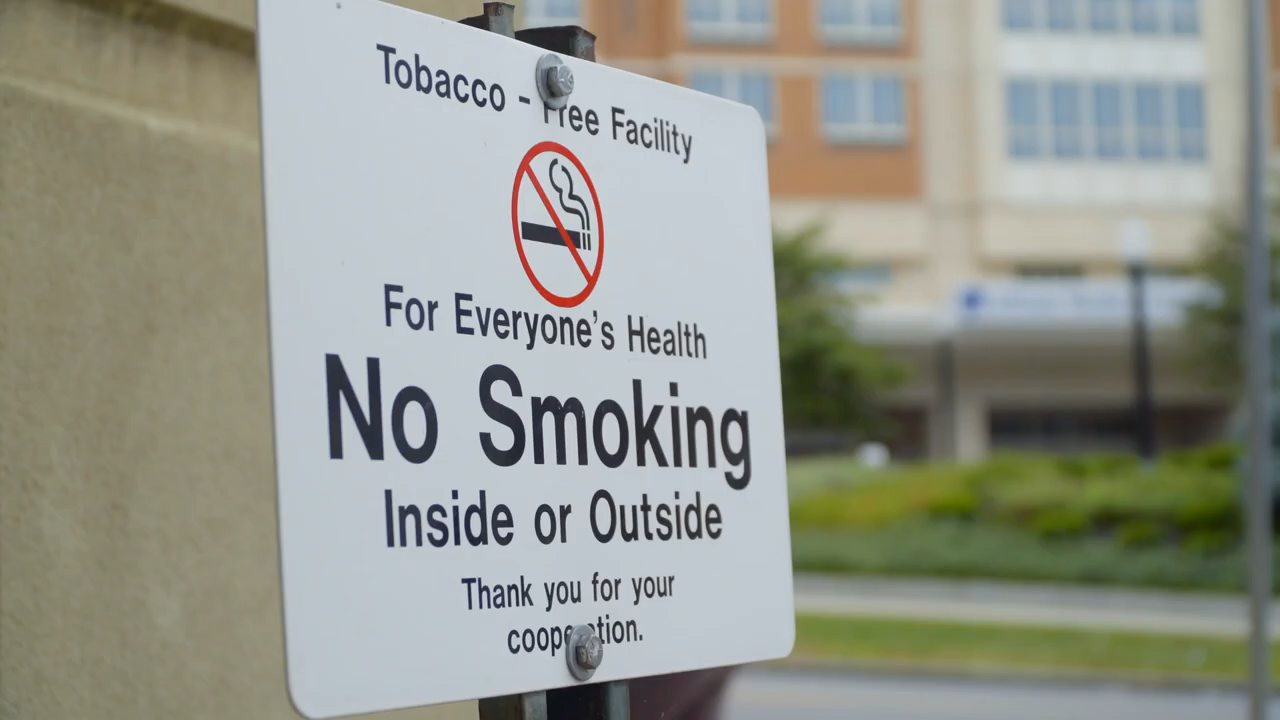 Tobacco - Free Facility
For Everyone's Health
No Smoking
Inside or Outside
Thank you for your
cooperation.